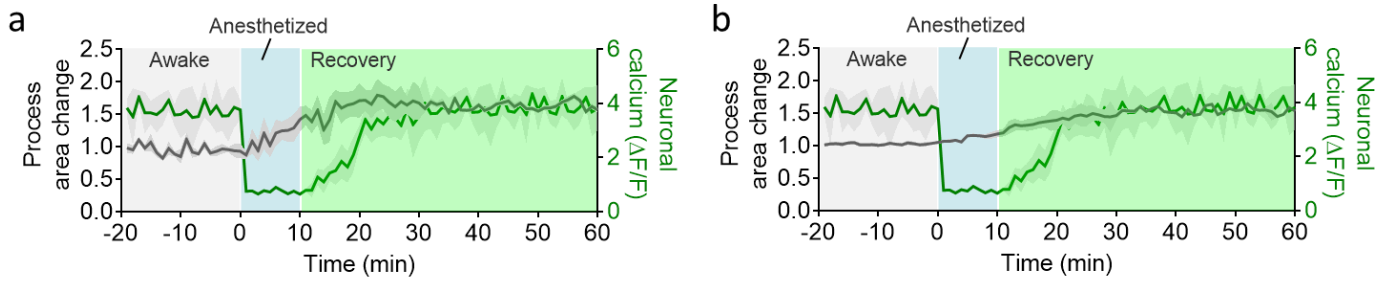 a
Anesthetized
Awake
Recovery
Process
area change
2.5
2.0
1.5
1.0
0.5
0.0
-20 -10 0 10 20 30 40 50 60
Time (min)
6
4
2
0
Neuronal
calcium (ΔF/F)
b
Anesthetized
Awake
Recovery
Process
area change
2.5
2.0
1.5
1.0
0.5
0.0
-20 -10 0 10 20 30 40 50 60
Time (min)
6
4
2
0
Neuronal
calcium (ΔF/F)